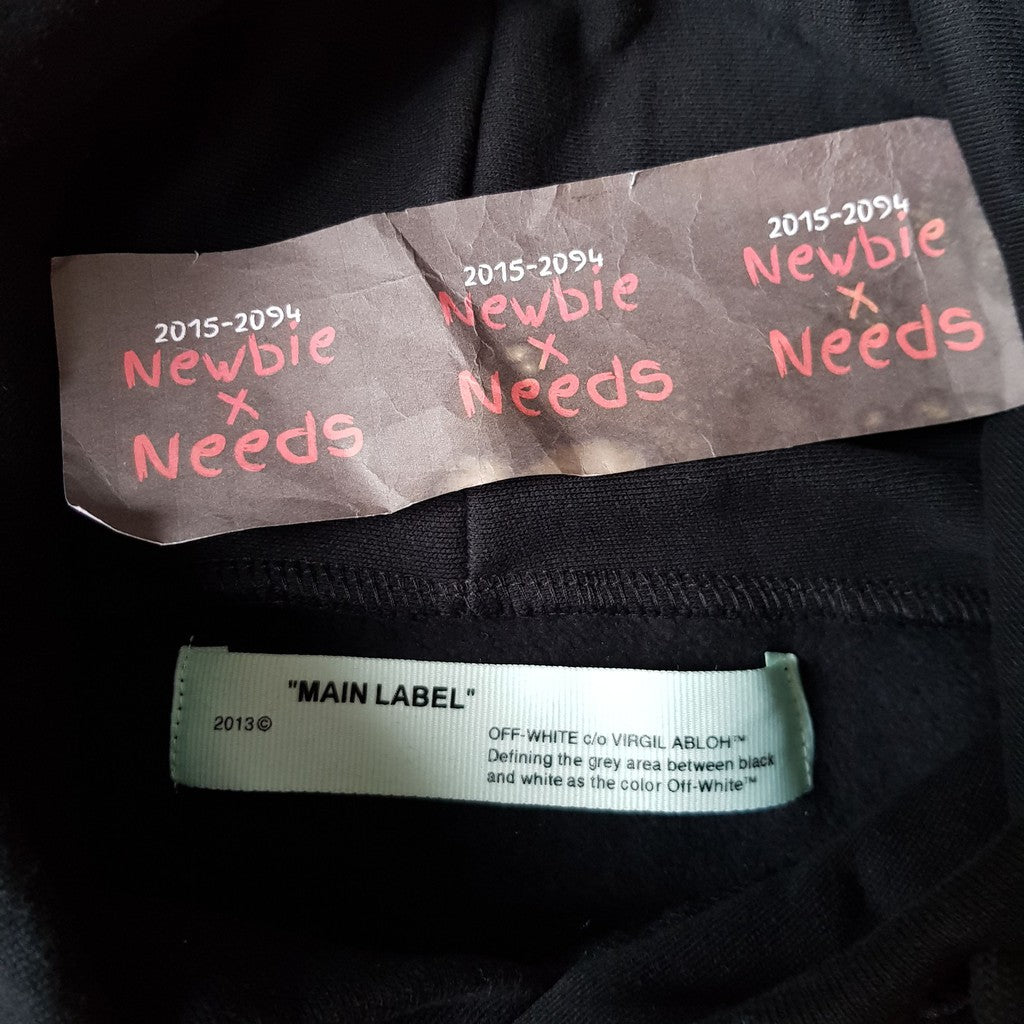 2015-2094
Newbie
x
Needs
2015-2094
Newbie
x
Needs
2015-2094
Newbie
x
Needs
"MAIN LABEL"
2013©
OFF-WHITE c/o VIRGIL ABLOH™
Defining the grey area between black
and white as the color Off-White™